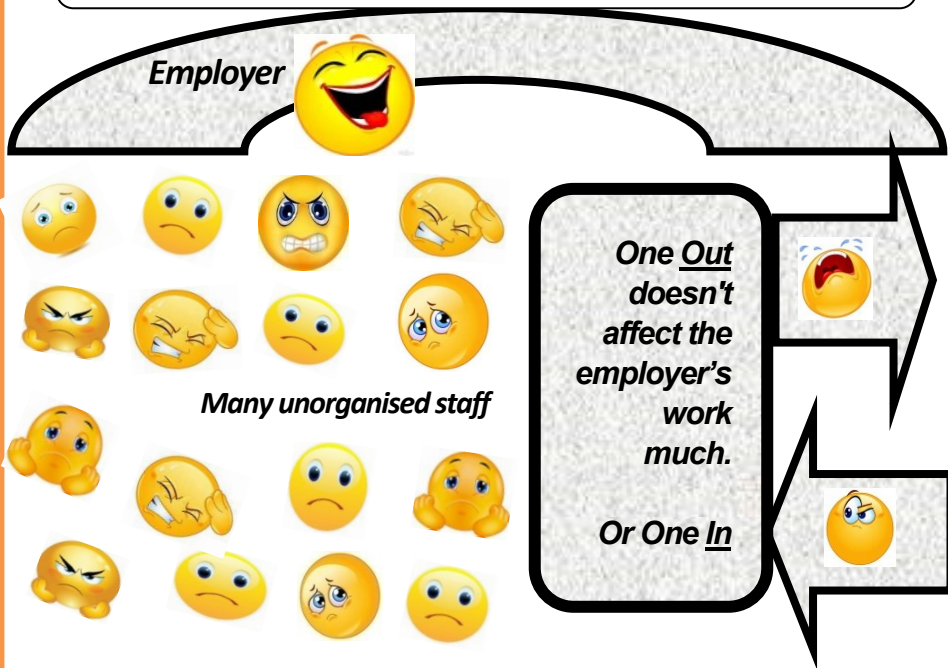 Employer
Many unorganised staff
One Out
doesn't
affect the
employer’s
work
much.
Or One In